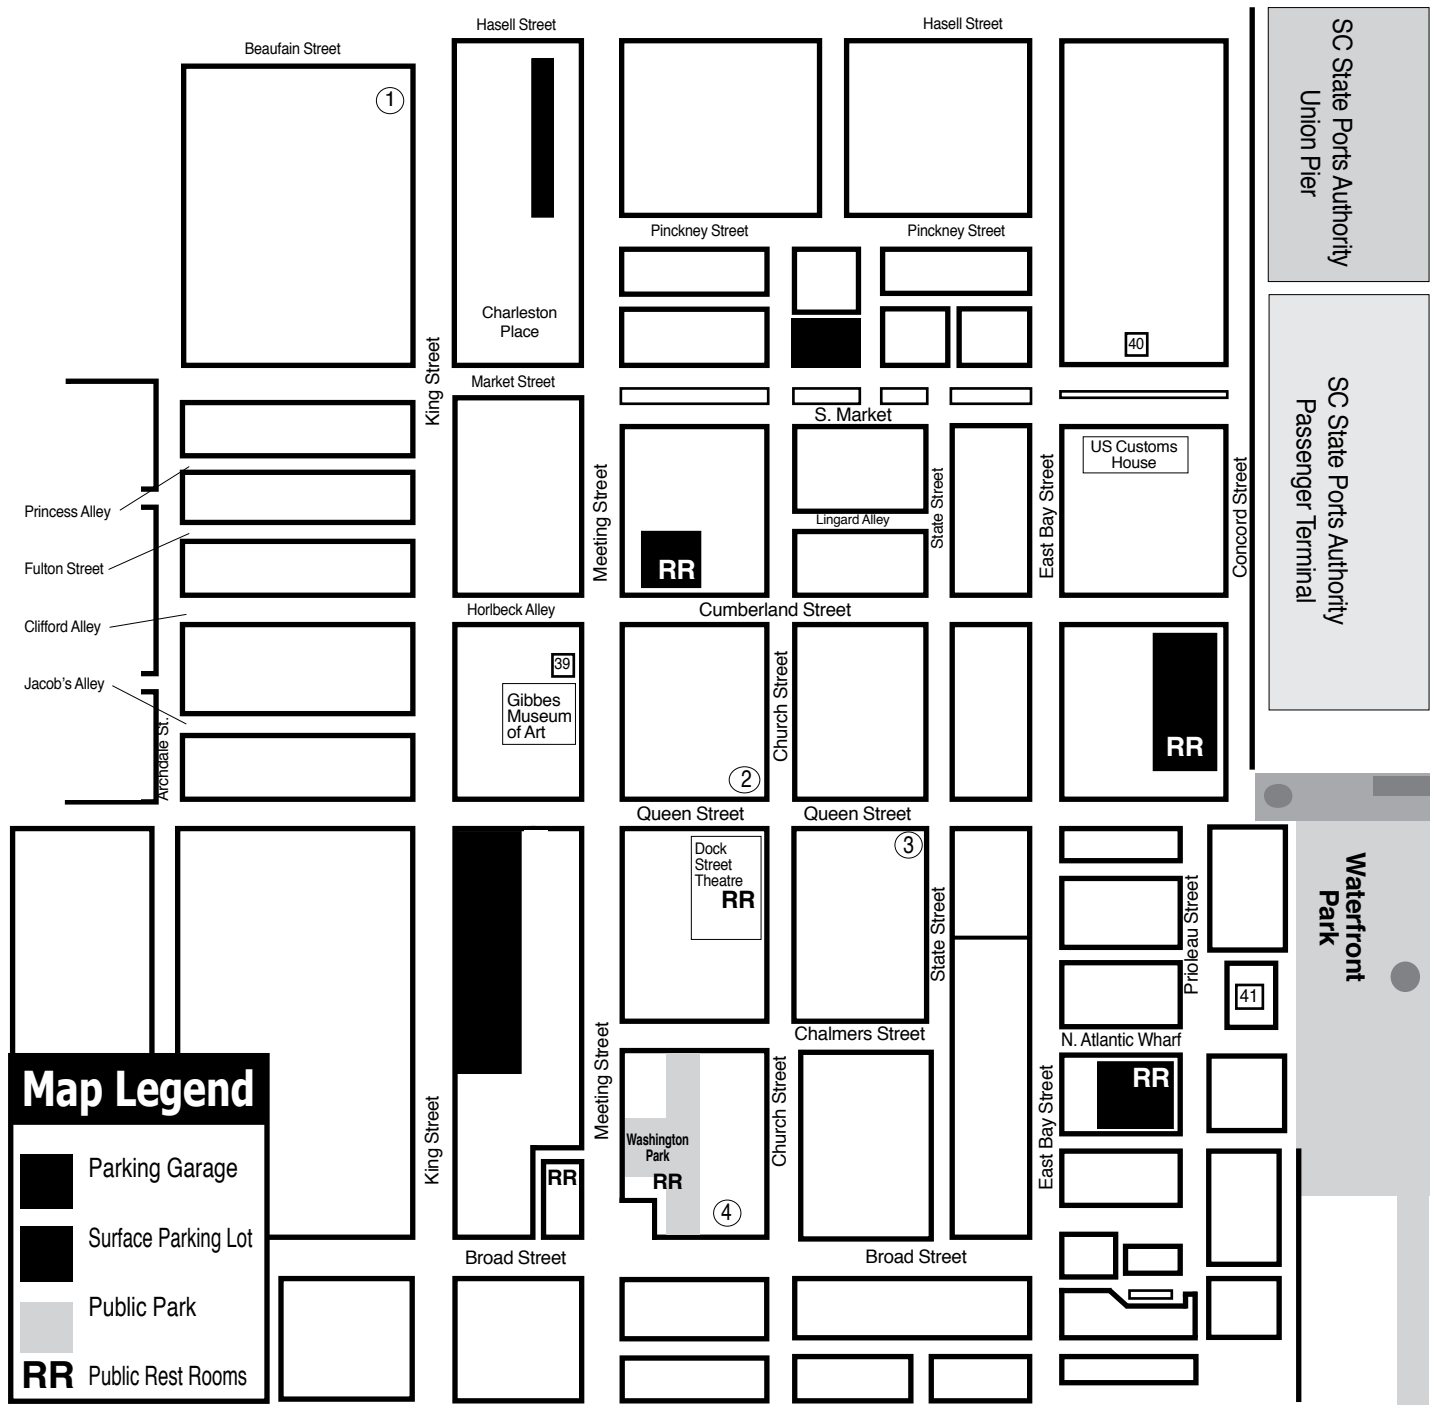 Hasell Street
Hasell Street
Beaufain Street
1
SC State Ports Authority
Union Pier
Pinckney Street
Pinckney Street
Charleston
Place
40
King Street
Market Street
S. Market
SC State Ports Authority
Passenger Terminal
US Customs
House
Meeting Street
State Street
East Bay Street
Concord Street
Princess Alley
Lingard Alley
Fulton Street
RR
Horlbeck Alley
Cumberland Street
Clifford Alley
39
Church Street
Jacob's Alley
Gibbes
Museum
of Art
Archdale St.
RR
2
Queen Street
Queen Street
3
Dock
Street
Theatre
RR
State Street
Prioleau Street
Waterfront
Park
41
Chalmers Street
N. Atlantic Wharf
Meeting Street
Church Street
East Bay Street
King Street
RR
Washington
Park
RR
RR
4
Broad Street
Broad Street
Map Legend
Parking Garage
Surface Parking Lot
Public Park
RR Public Rest Rooms